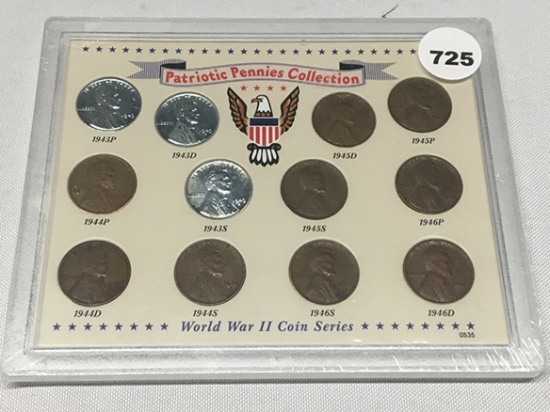 725
Patriotic Pennies Collection
1943P
1943D
1945D
1945P
1944P
1943S
1945S
1946P
1944D
1944S
1946S
1946D
World War II Coin Series
0535